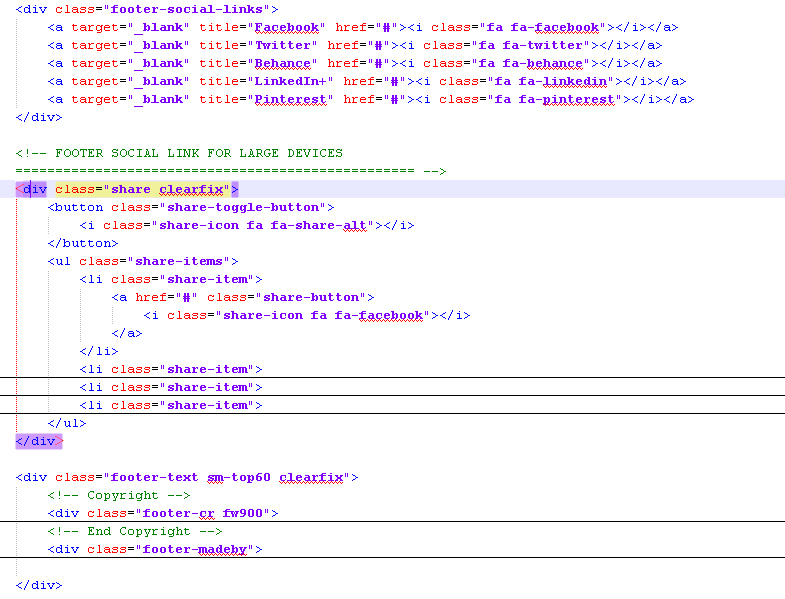 <div class="footer-social-links">
<a target="_blank" title="Facebook" href="#"><i class="fa fa-facebook"></i></a>
<a target="_blank" title="Twitter" href="#"><i class="fa fa-twitter"></i></a>
<a target="_blank" title="Behance" href="#"><i class="fa fa-behance"></i></a>
<a target="_blank" title="LinkedIn+" href="#"><i class="fa fa-linkedin"></i></a>
<a target="_blank" title="Pinterest" href="#"><i class="fa fa-pinterest"></i></a>
</div>
<!-- FOOTER SOCIAL LINK FOR LARGE DEVICES
================================================== -->
<div class="share clearfix">
<button class="share-toggle-button">
<i class="share-icon fa fa-share-alt"></i>
</button>
<ul class="share-items">
<li class="share-item">
<a href="#" class="share-button">
<i class="share-icon fa fa-facebook"></i>
</a>
</li>
<li class="share-item">
<li class="share-item">
<li class="share-item">
</ul>
</div>
<div class="footer-text sm-top60 clearfix">
<!-- Copyright -->
<div class="footer-cr fw900">
<!-- End Copyright -->
<div class="footer-madeby">
</div>